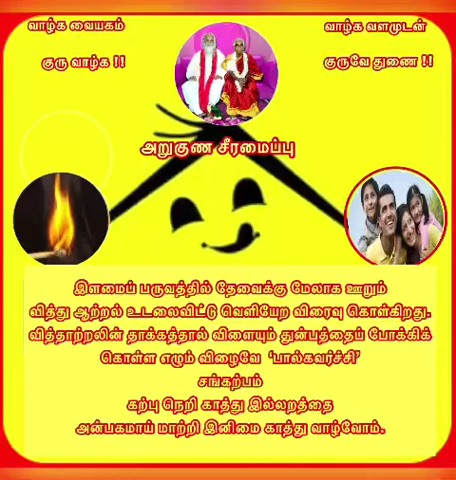 வாழ்க வையகம்
வாழ்க வளமுடன்
குரு வாழ்க !!
குருவே துணை !!
அறுகுண சீரமைப்பு
இளமைப் பருவத்தில் தேவைக்கு மேலாக ஊறும்
வித்து ஆற்றல் உடலைவிட்டு வெளியேற விரைவு கொள்கிறது.
வித்தாற்றலின் தாக்கத்தால் விளையும் துன்பத்தைப் போக்கிக்
கொள்ள எழும் விழைவே ‘பால்கவர்ச்சி’
சங்கற்பம்
கற்பு நெறி காத்து இல்லறத்தை
அன்பகமாய் மாற்றி இனிமை காத்து வாழ்வோம்.